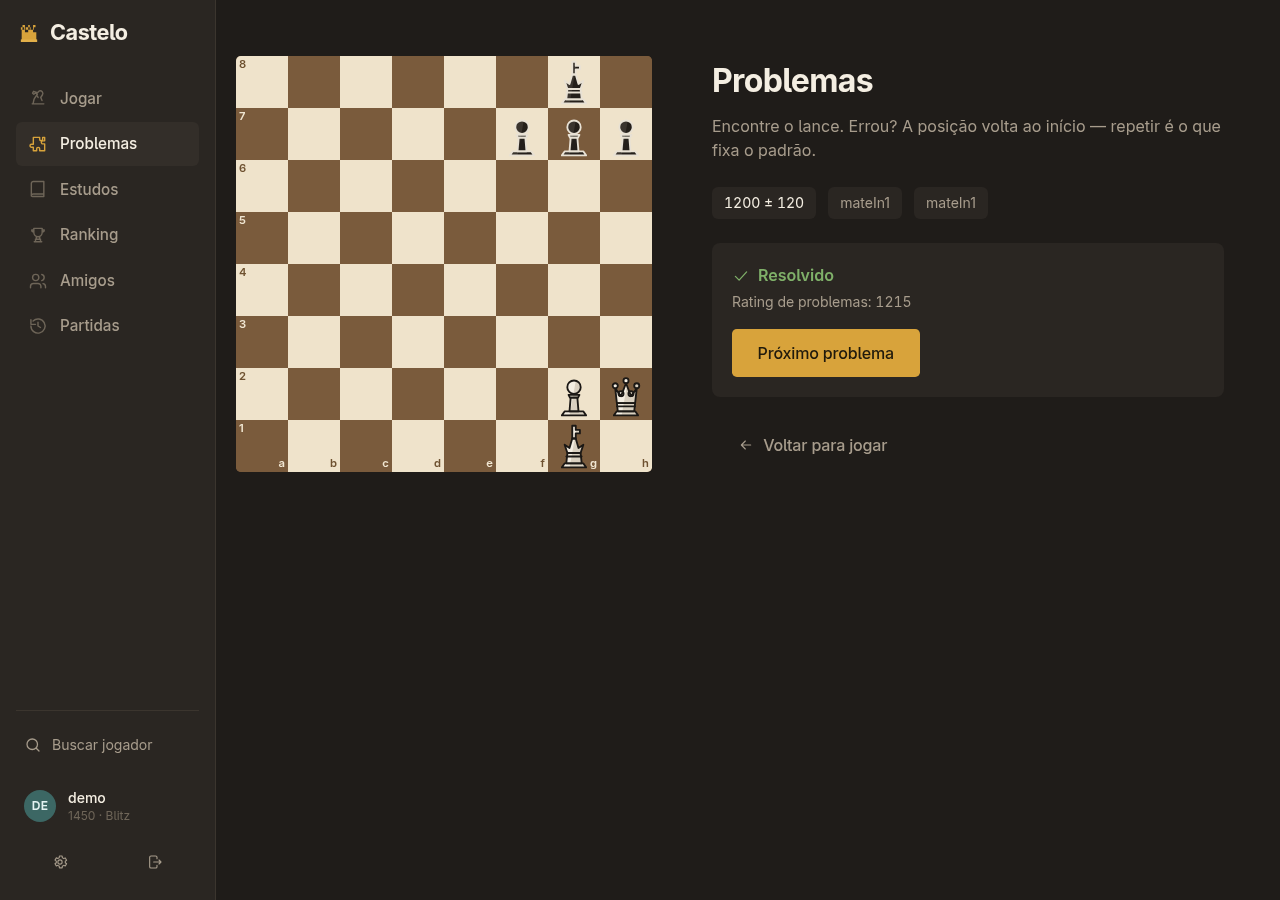 Castelo
Jogar
Problemas
Estudos
Ranking
Amigos
Partidas
Buscar jogador
DE
demo
1450 · Blitz
8
7
6
5
4
3
2
1
a b c d e f g h
Problemas
Encontre o lance. Errou? A posição volta ao início — repetir é o que
fixa o padrão.
1200 ± 120 mateIn1 mateIn1
Resolvido
Rating de problemas: 1215
Próximo problema
Voltar para jogar